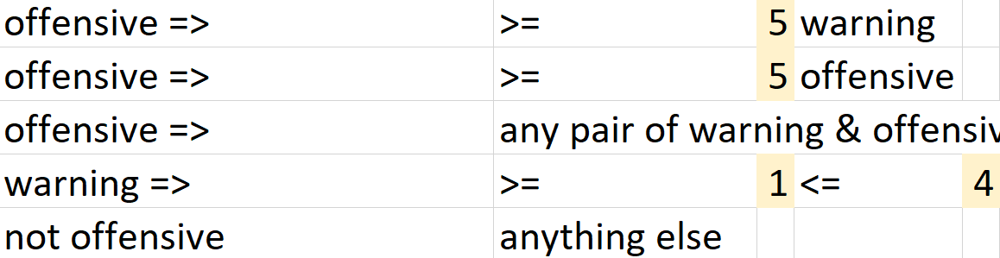 offensive => >= 5 warning
offensive => >= 5 offensive
offensive => any pair of warning & offensiv
warning => >= 1 <= 4
not offensive anything else